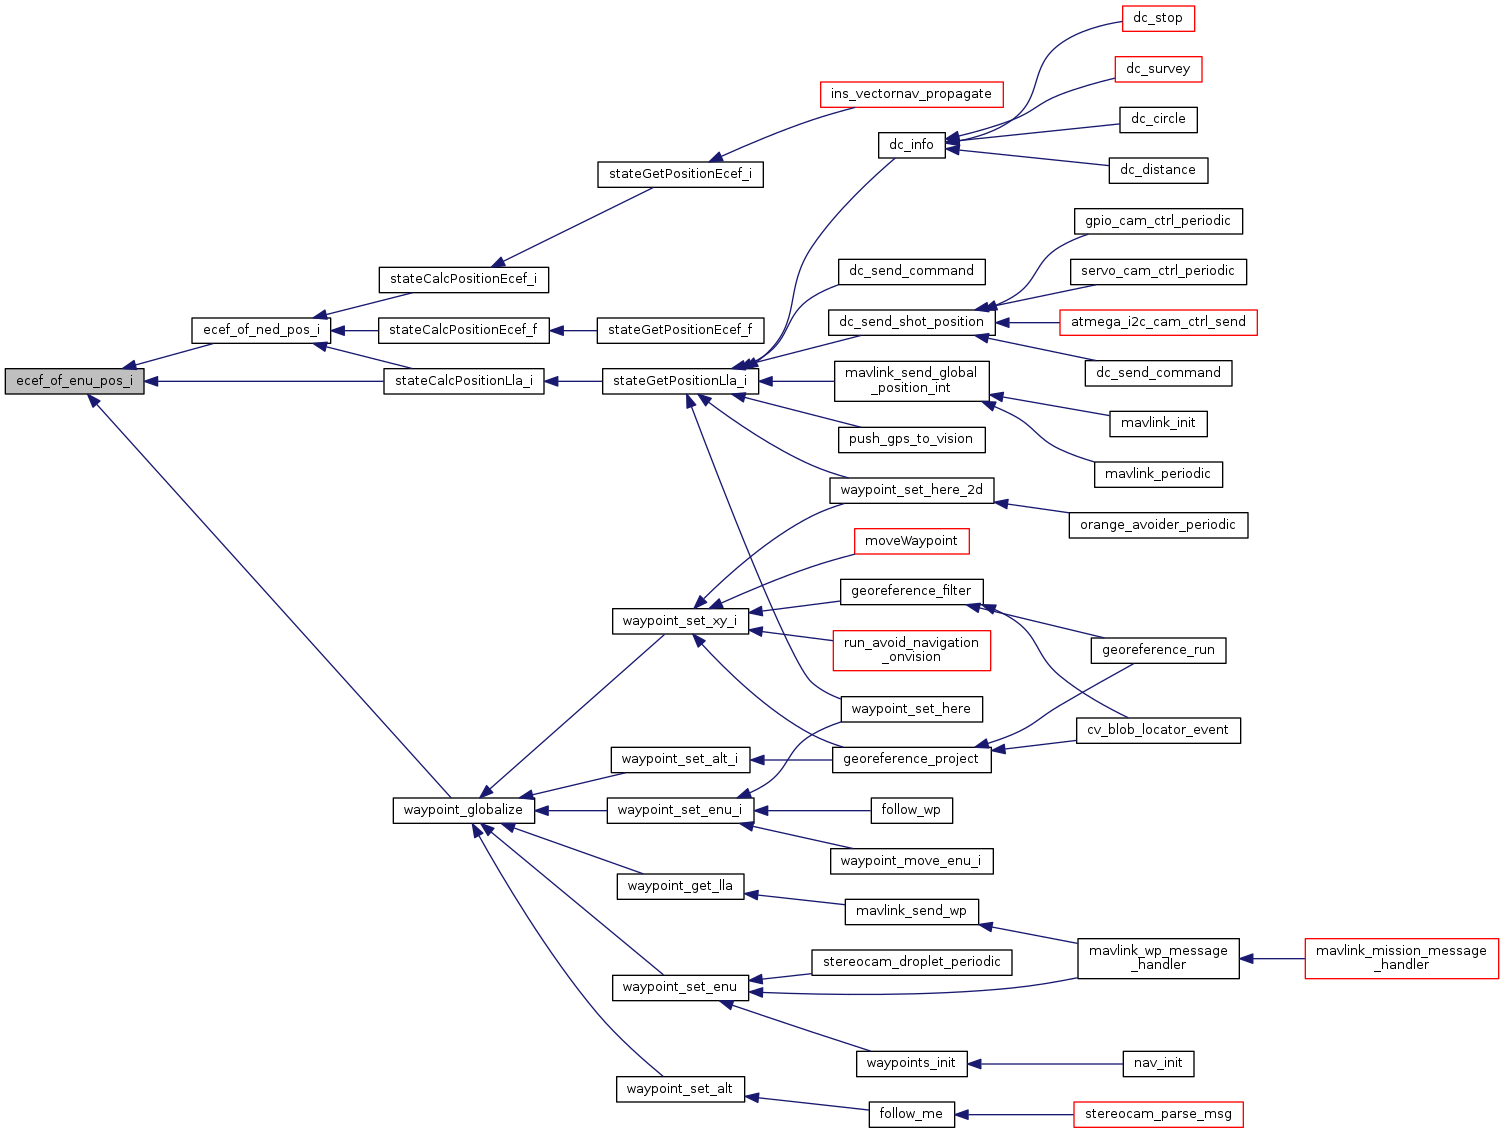 dc_stop
dc_survey
ins_vectornav_propagate
dc_circle
dc_info
dc_distance
stateGetPositionEcef_i
gpio_cam_ctrl_periodic
dc_send_command
servo_cam_ctrl_periodic
stateCalcPositionEcef_i
dc_send_shot_position
atmega_i2c_cam_ctrl_send
ecef_of_ned_pos_i
stateCalcPositionEcef_f
stateGetPositionEcef_f
dc_send_command
ecef_of_enu_pos_i
stateCalcPositionLla_i
stateGetPositionLla_i
mavlink_send_global
_position_int
mavlink_init
push_gps_to_vision
mavlink_periodic
waypoint_set_here_2d
orange_avoider_periodic
moveWaypoint
georeference_filter
waypoint_set_xy_i
run_avoid_navigation
_onvision
georeference_run
waypoint_set_here
cv_blob_locator_event
waypoint_set_alt_i
georeference_project
waypoint_globalize
waypoint_set_enu_i
follow_wp
waypoint_move_enu_i
waypoint_get_lla
mavlink_send_wp
mavlink_wp_message
_handler
mavlink_mission_message
_handler
stereocam_droplet_periodic
waypoint_set_enu
waypoints_init
nav_init
waypoint_set_alt
follow_me
stereocam_parse_msg